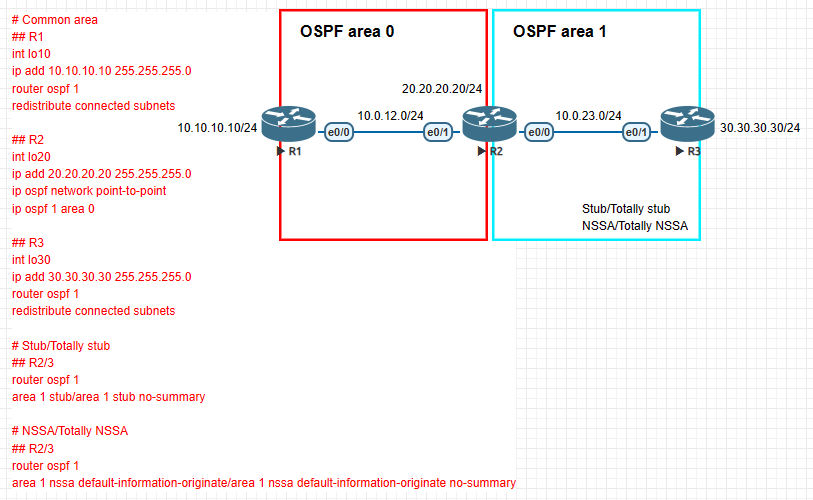 # Common area
## R1
int lo10
ip add 10.10.10.10 255.255.255.0
router ospf 1
redistribute connected subnets
## R2
int lo20
ip add 20.20.20.20 255.255.255.0
ip ospf network point-to-point
ip ospf 1 area 0
## R3
int lo30
ip add 30.30.30.30 255.255.255.0
router ospf 1
redistribute connected subnets
# Stub/Totally stub
## R2/3
router ospf 1
area 1 stub/area 1 stub no-summary
# NSSA/Totally NSSA
## R2/3
router ospf 1
area 1 nssa default-information-originate/area 1 nssa default-information-originate no-summary
OSPF area 0
OSPF area 1
20.20.20.20/24
10.0.12.0/24
10.0.23.0/24
10.10.10.10/24
e0/0
e0/1
e0/0
e0/1
30.30.30.30/24
R1
R2
R3
Stub/Totally stub
NSSA/Totally NSSA